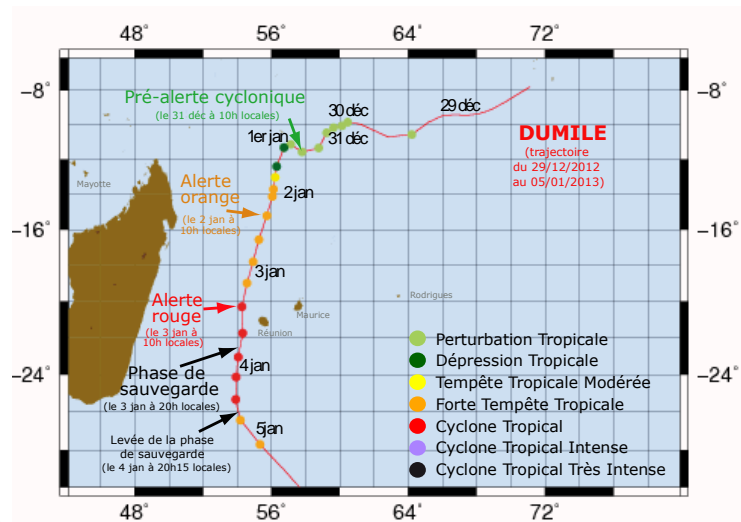 48°
56°
64°
72°
-8°
-8°
Pré-alerte cyclonique
(le 31 déc à 10h locales)
30 déc
29 déc
1er jan
31 déc
DUMILE
(trajectoire
du 29/12/2012
au 05/01/2013)
Mayotte
Alerte
orange
(le 2 jan à
10h locales)
2 jan
-16°
-16°
3 jan
Alerte
rouge
(le 3 jan à
10h locales)
Rodrigues
Maurice
Réunion
Phase de
sauvegarde
(le 3 jan à 20h locales)
4 jan
-24°
-24°
Levée de la phase
de sauvegarde
(le 4 jan à 20h15 locales)
5jan
Perturbation Tropicale
Dépression Tropicale
Tempête Tropicale Modérée
Forte Tempête Tropicale
Cyclone Tropical
Cyclone Tropical Intense
Cyclone Tropical Très Intense
48°
56°
64°
72°